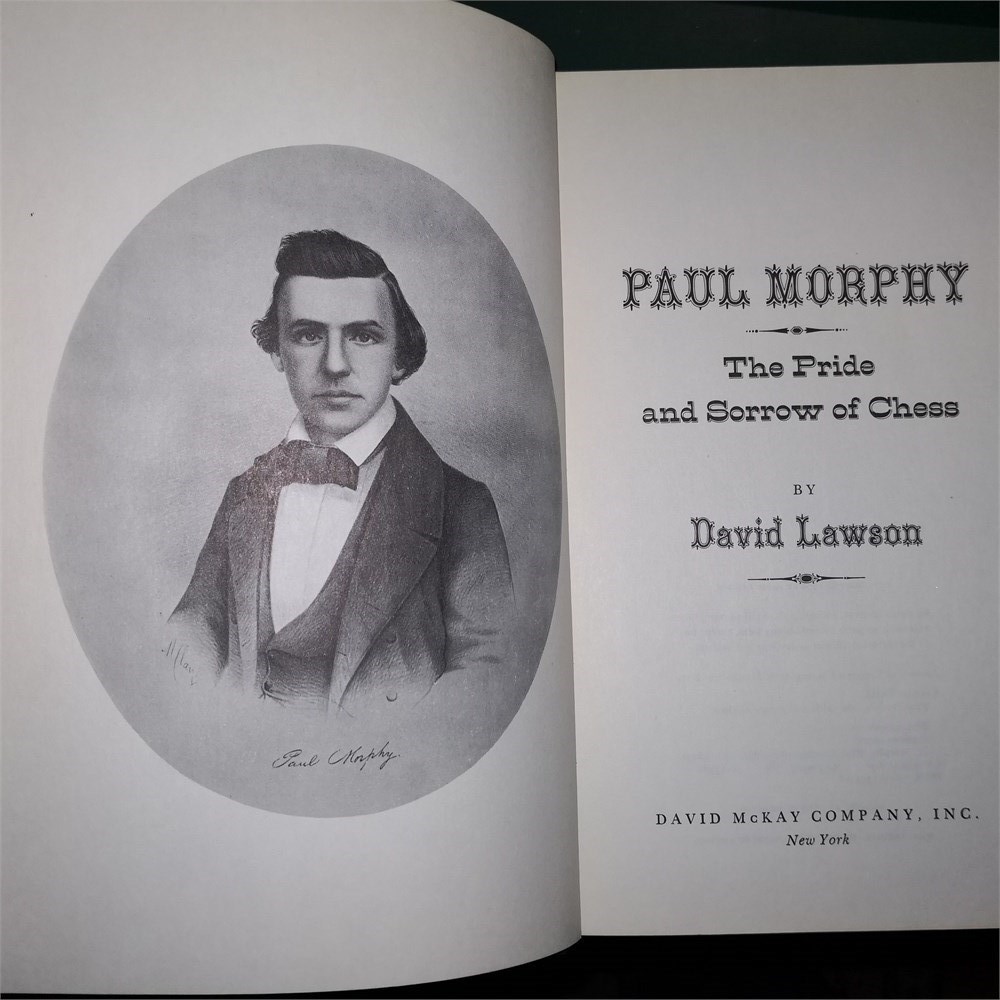 Paul Morphy.
PAUL MORPHY
The Pride
and Sorrow of Chess
BY
David Lawson
DAVID McKAY COMPANY, INC.
New York